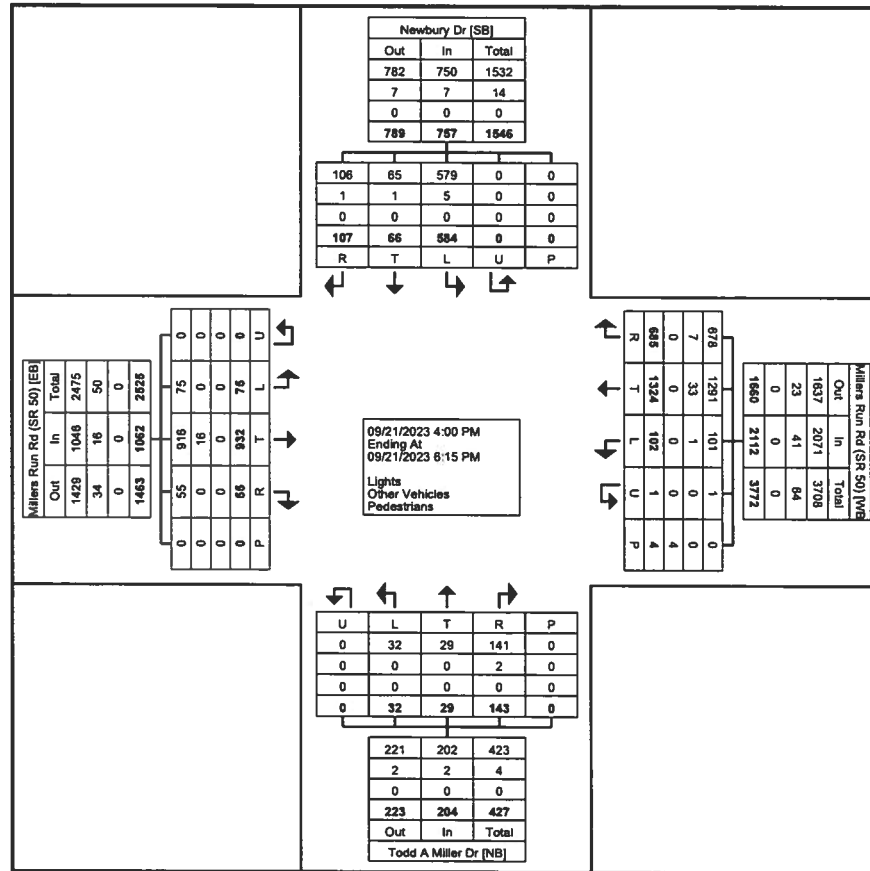 Newbury Dr [SB]
Out In Total
782 750 1532
7 7 14
0 0 0
789 757 1546
106 65 579 0 0
1 1 5 0 0
0 0 0 0 0
107 66 584 0 0
R T L U P
Millers Run Rd (SR 50) [EB]
Total In Out
2475 1046 1429
50 16 34
0 0 0
2525 1062 1463
0 75 916 55 0
0 0 16 0 0
0 0 0 0 0
0 75 932 55 0
U L T R P
09/21/2023 4:00 PM
Ending At
09/21/2023 6:15 PM
Lights
Other Vehicles
Pedestrians
Millers Run Rd (SR 50) [WB]
Out In Total
1637 2071 3708
23 41 64
0 0 0
1660 2112 3772
678 1291 101 1 0
7 33 1 0 0
0 0 0 0 4
685 1324 102 1 4
R T L U P
U L T R P
0 32 29 141 0
0 0 0 2 0
0 0 0 0 0
0 32 29 143 0
221 202 423
2 2 4
0 0 0
223 204 427
Out In Total
Todd A Miller Dr [NB]